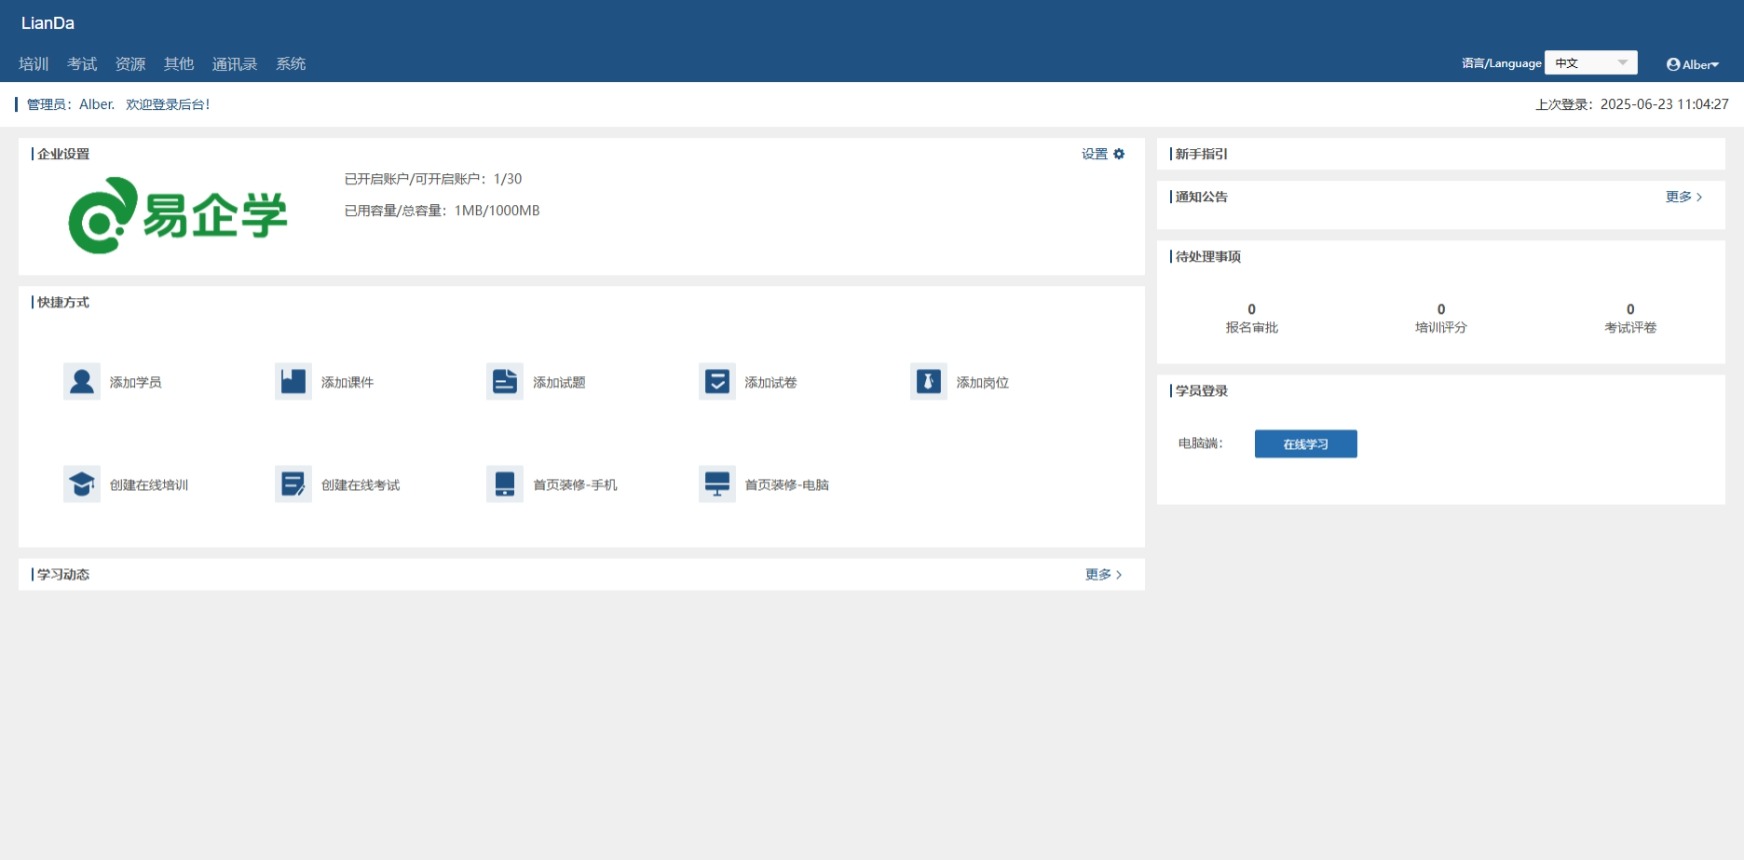 LianDa
培训 考试 资源 其他 通讯录 系统
语言/Language 中文 Alber
管理员：Alber. 欢迎登录后台!
上次登录：2025-06-23 11:04:27
企业设置
设置
易企学
已开启账户/可开启账户：1/30
已用容量/总容量：1MB/1000MB
快捷方式
添加学员 添加课件 添加试题 添加试卷 添加岗位
创建在线培训 创建在线考试 首页装修-手机 首页装修-电脑
学习动态
更多
新手指引
通知公告
更多
待处理事项
0 0 0
报名审批 培训评分 考试评卷
学员登录
电脑端： 在线学习